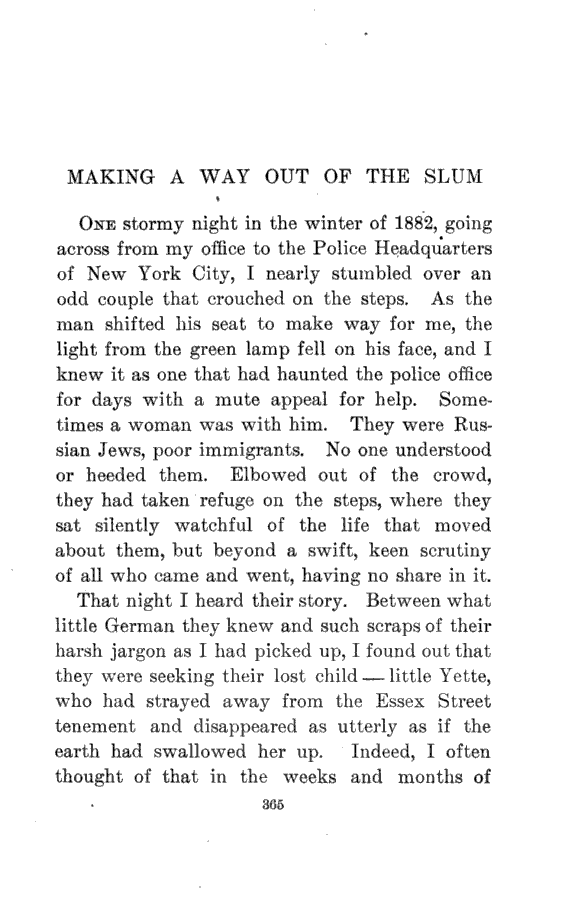 MAKING A WAY OUT OF THE SLUM
ONE stormy night in the winter of 1882, going
across from my office to the Police Headquarters
of New York City, I nearly stumbled over an
odd couple that crouched on the steps. As the
man shifted his seat to make way for me, the
light from the green lamp fell on his face, and I
knew it as one that had haunted the police office
for days with a mute appeal for help. Some-
times a woman was with him. They were Rus-
sian Jews, poor immigrants. No one understood
or heeded them. Elbowed out of the crowd,
they had taken refuge on the steps, where they
sat silently watchful of the life that moved
about them, but beyond a swift, keen scrutiny
of all who came and went, having no share in it.
That night I heard their story. Between what
little German they knew and such scraps of their
harsh jargon as I had picked up, I found out that
they were seeking their lost child — little Yette,
who had strayed away from the Essex Street
tenement and disappeared as utterly as if the
earth had swallowed her up. Indeed, I often
thought of that in the weeks and months of
365